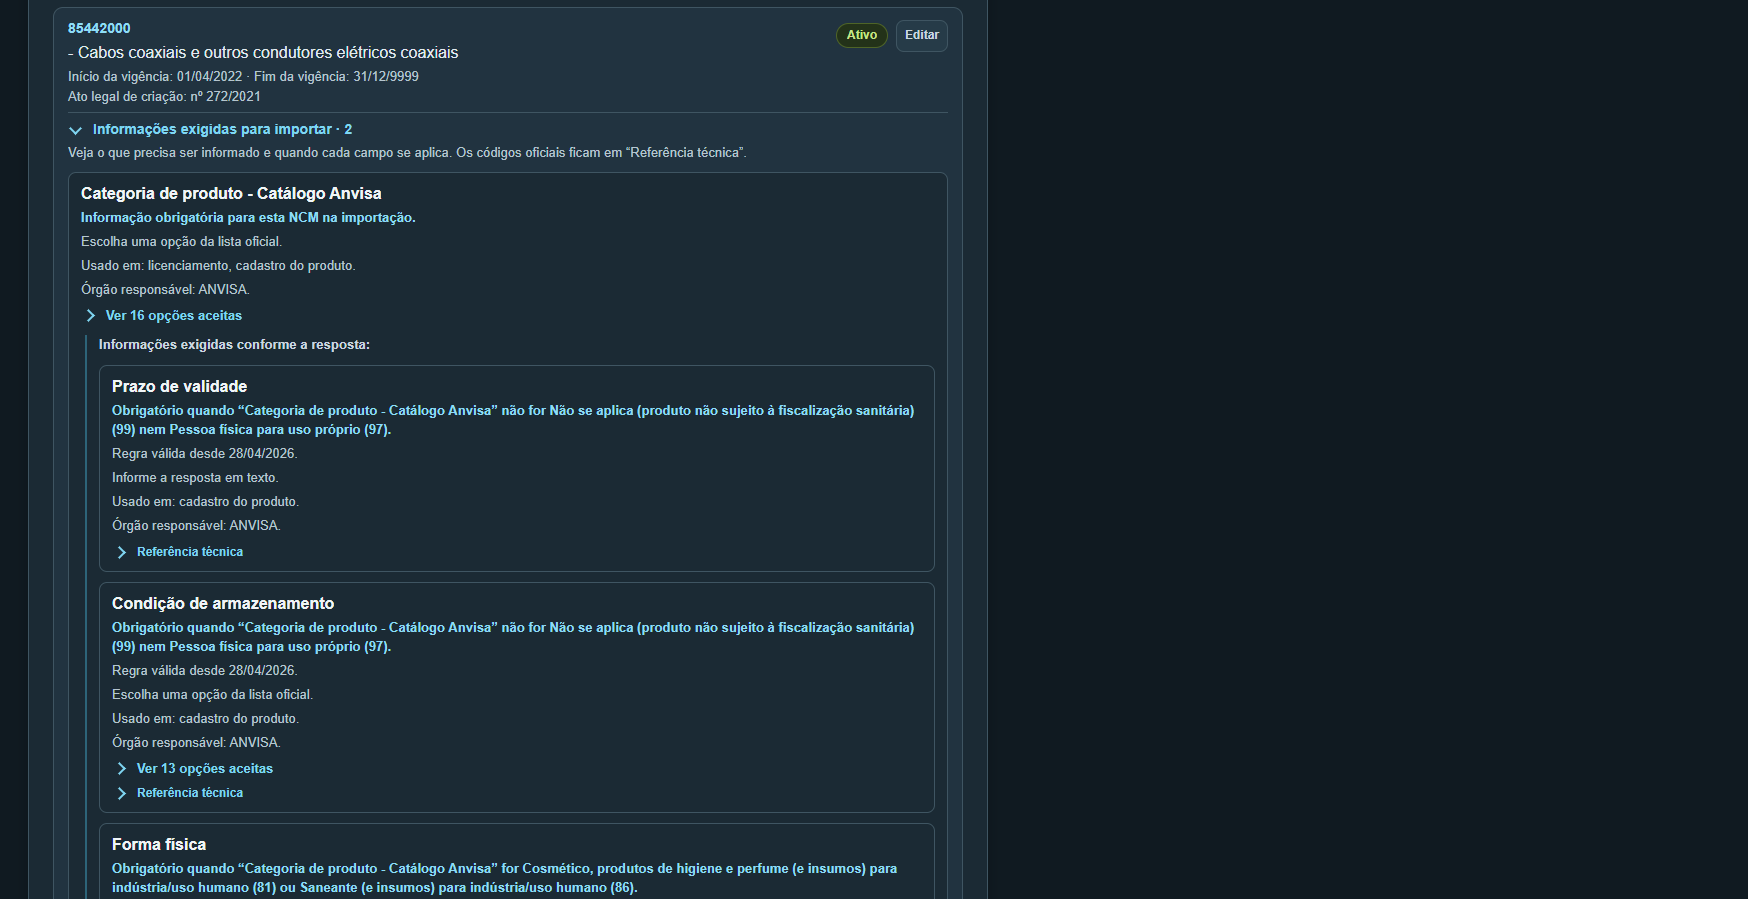 85442000
Ativo
Editar
- Cabos coaxiais e outros condutores elétricos coaxiais
Início da vigência: 01/04/2022 · Fim da vigência: 31/12/9999
Ato legal de criação: nº 272/2021
Informações exigidas para importar · 2
Veja o que precisa ser informado e quando cada campo se aplica. Os códigos oficiais ficam em “Referência técnica”.
Categoria de produto - Catálogo Anvisa
Informação obrigatória para esta NCM na importação.
Escolha uma opção da lista oficial.
Usado em: licenciamento, cadastro do produto.
Órgão responsável: ANVISA.
Ver 16 opções aceitas
Informações exigidas conforme a resposta:
Prazo de validade
Obrigatório quando “Categoria de produto - Catálogo Anvisa” não for Não se aplica (produto não sujeito à fiscalização sanitária)
(99) nem Pessoa física para uso próprio (97).
Regra válida desde 28/04/2026.
Informe a resposta em texto.
Usado em: cadastro do produto.
Órgão responsável: ANVISA.
Referência técnica
Condição de armazenamento
Obrigatório quando “Categoria de produto - Catálogo Anvisa” não for Não se aplica (produto não sujeito à fiscalização sanitária)
(99) nem Pessoa física para uso próprio (97).
Regra válida desde 28/04/2026.
Escolha uma opção da lista oficial.
Usado em: cadastro do produto.
Órgão responsável: ANVISA.
Ver 13 opções aceitas
Referência técnica
Forma física
Obrigatório quando “Categoria de produto - Catálogo Anvisa” for Cosmético, produtos de higiene e perfume (e insumos) para
indústria/uso humano (81) ou Saneante (e insumos) para indústria/uso humano (86).